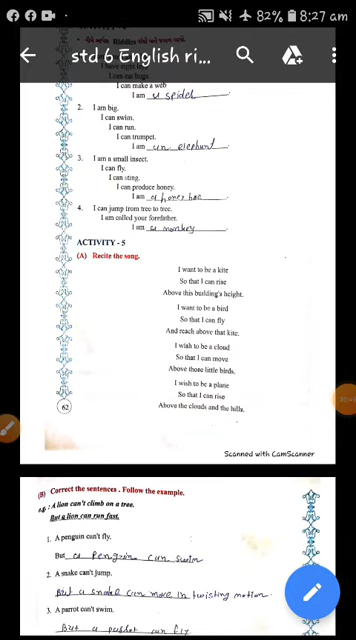 82% 8:27 am
std 6 English ri...
I can eat bugs
I can make a web
I am a spider.
2. I am big.
I can swim.
I can run.
I can trumpet.
I am an elephant.
3. I am a small insect.
I can fly.
I can sting.
I can produce honey.
I am a honey bee.
4. I can jump from tree to tree.
I am called your forefather.
I am a monkey.
ACTIVITY - 5
(A) Recite the song.
I want to be a kite
So that I can rise
Above this building's height.
I want to be a bird
So that I can fly
And reach above that kite.
I wish to be a cloud
So that I can move
Above those little birds.
I wish to be a plane
So that I can rise
Above the clouds and the hills.
62
Scanned with CamScanner
(B) Correct the sentences. Follow the example.
e.g. : A lion can't climb on a tree.
But a lion can run fast.
1. A penguin can't fly.
But a Penguin can swim
2. A snake can't jump.
But a snake can move in twisting motion.
3. A parrot can't swim.
But a parrot can fly